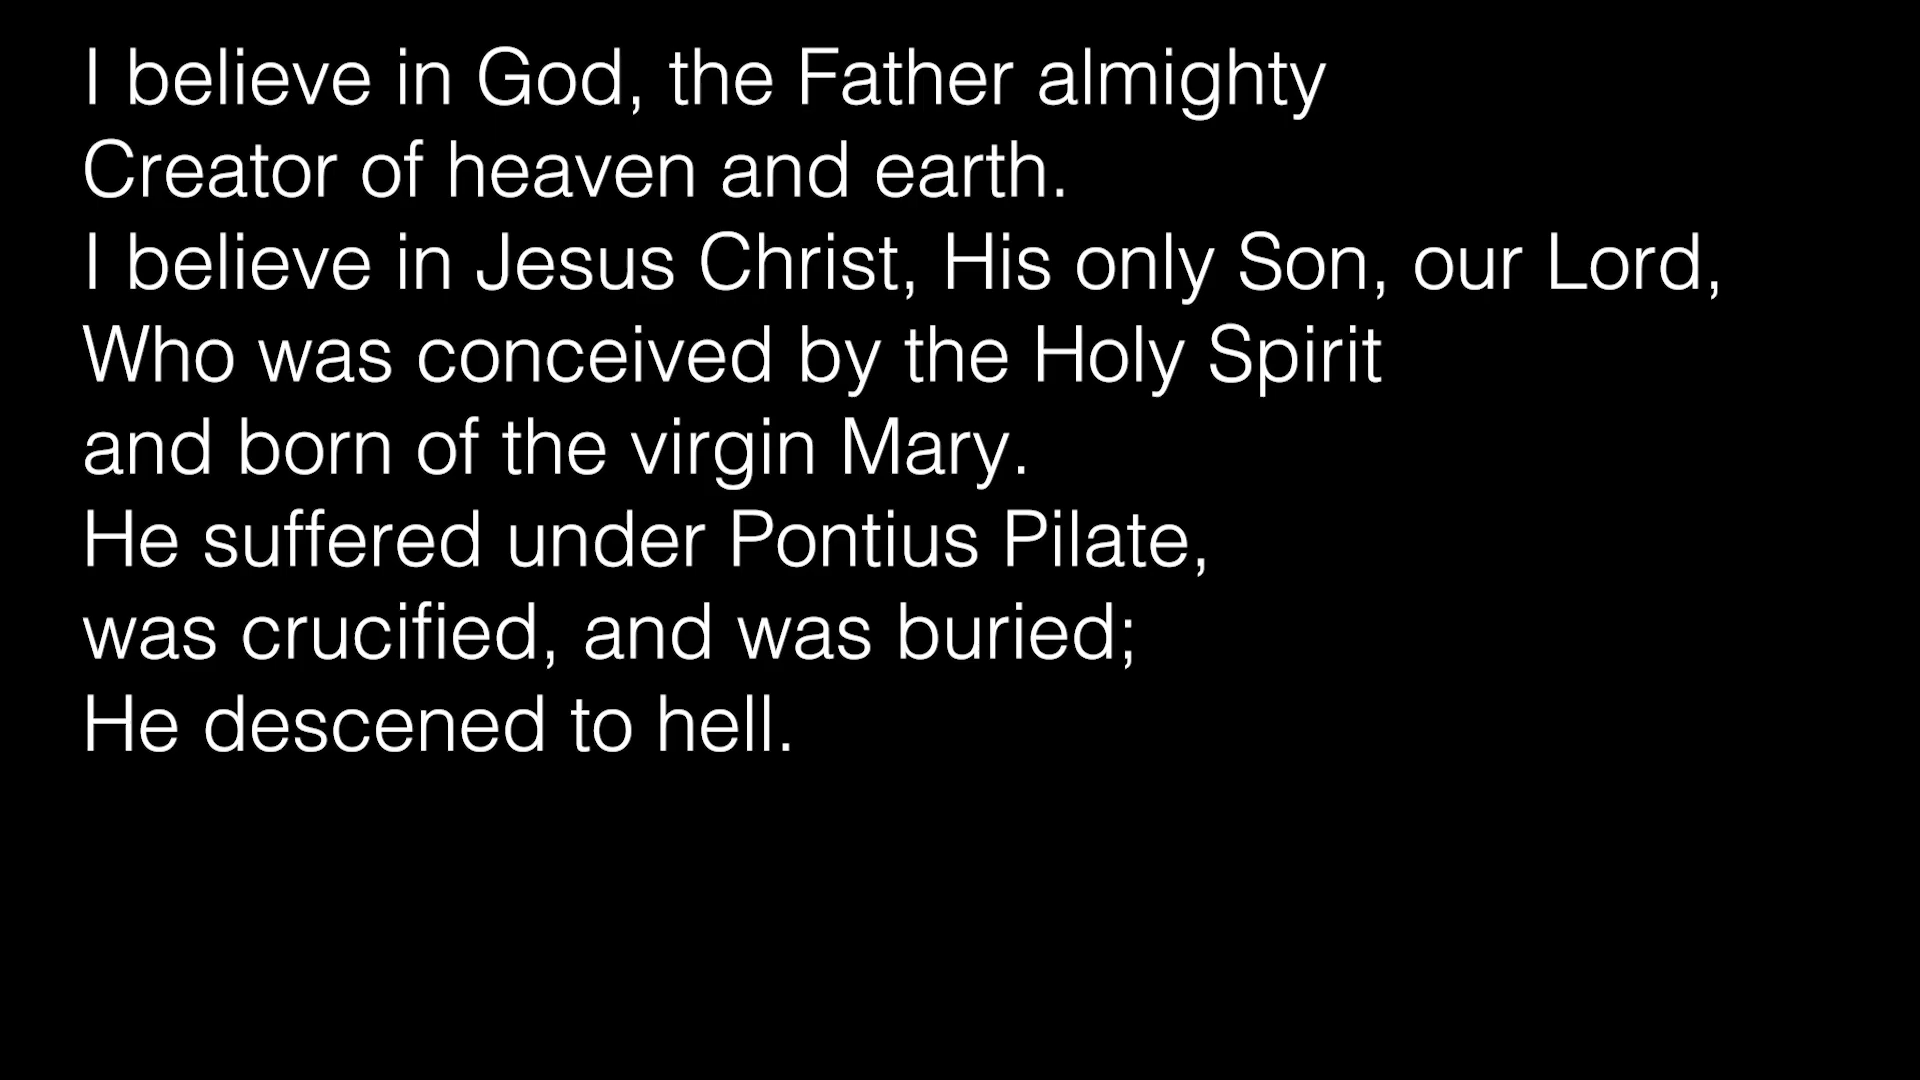 I believe in God, the Father almighty
Creator of heaven and earth.
I believe in Jesus Christ, His only Son, our Lord,
Who was conceived by the Holy Spirit
and born of the virgin Mary.
He suffered under Pontius Pilate,
was crucified, and was buried;
He descened to hell.